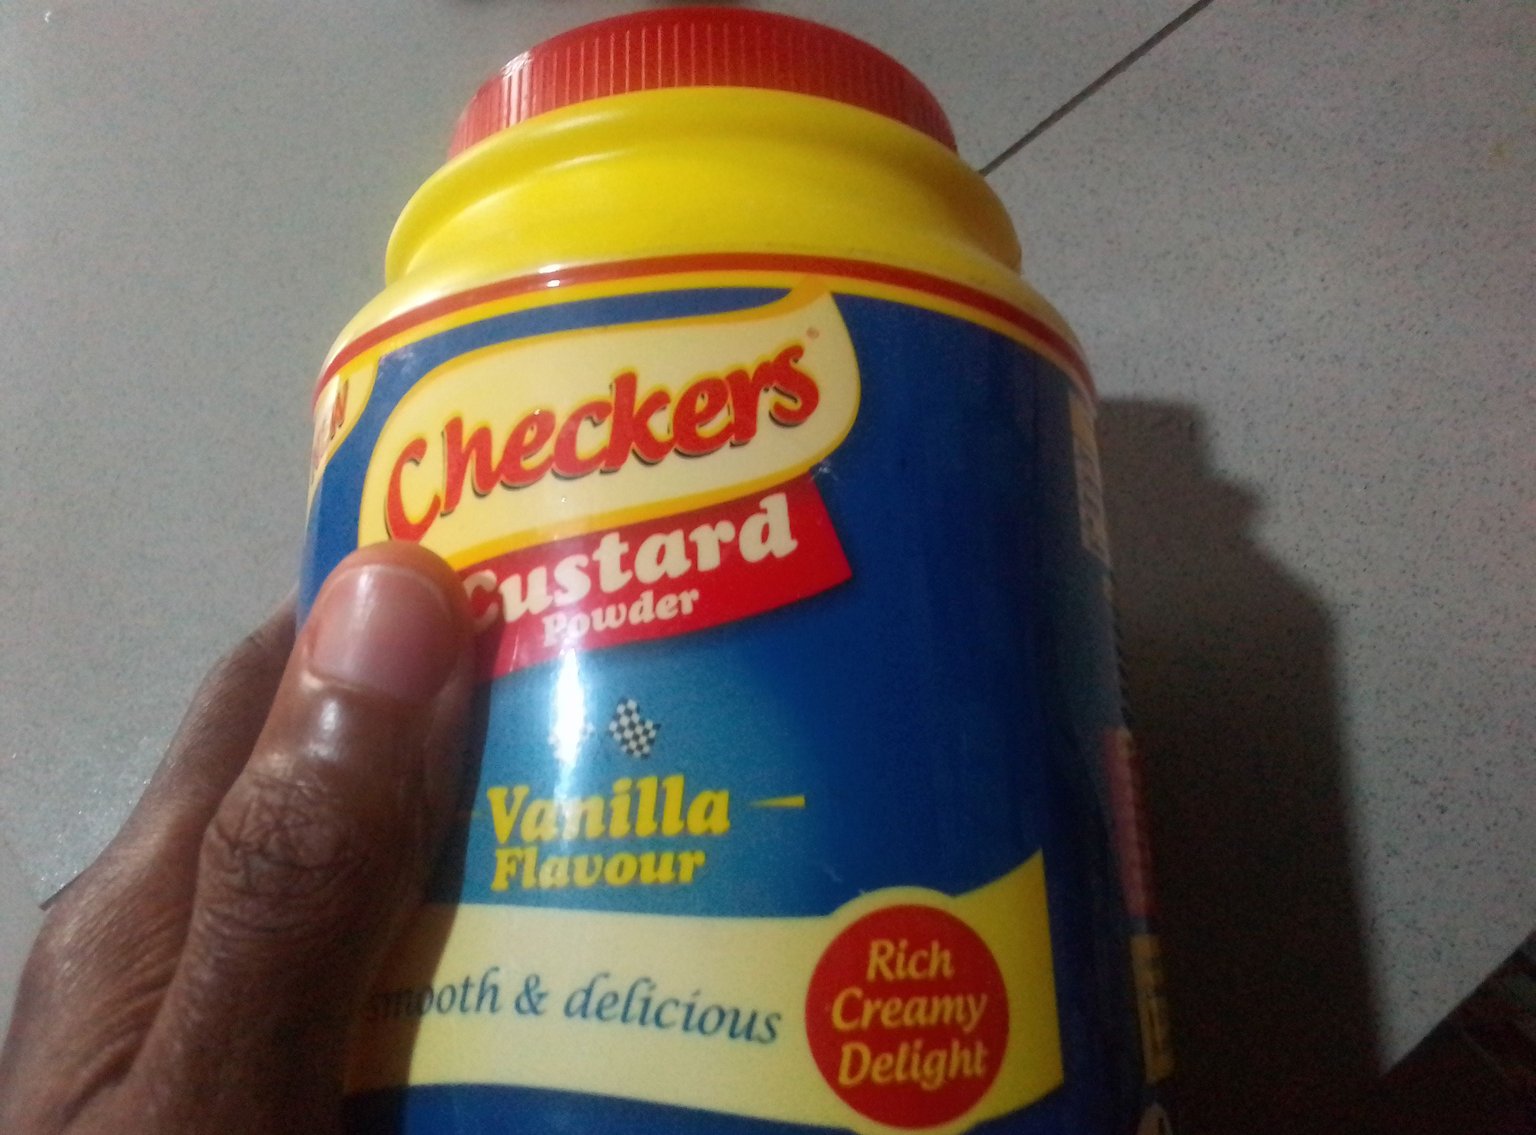 Checkers
Custard
Powder
Vanilla
Flavour
smooth & delicious
Rich
Creamy
Delight